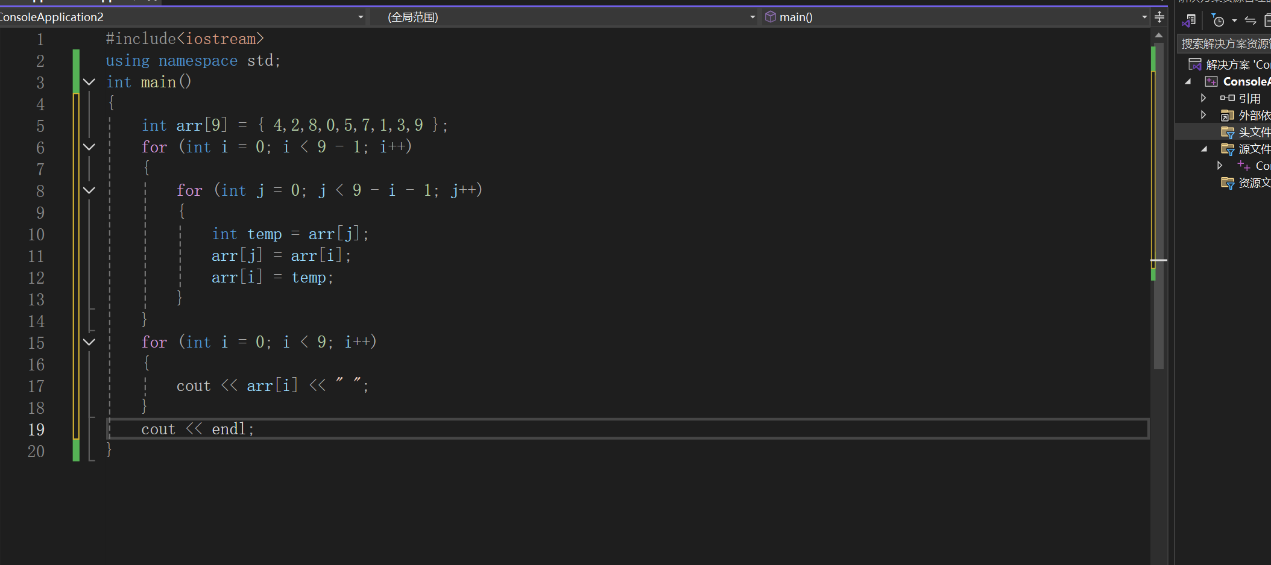 ConsoleApplication2
(全局范围)
main()
搜索解决方案资源
1 #include<iostream>
2 using namespace std;
3 int main()
4 {
5 int arr[9] = { 4,2,8,0,5,7,1,3,9 };
6 for (int i = 0; i < 9 - 1; i++)
7 {
8 for (int j = 0; j < 9 - i - 1; j++)
9 {
10 int temp = arr[j];
11 arr[j] = arr[i];
12 arr[i] = temp;
13 }
14 }
15 for (int i = 0; i < 9; i++)
16 {
17 cout << arr[i] << " ";
18 }
19 cout << endl;
20 }
解决方案 'Co
ConsoleA
引用
外部依
头文件
源文件
Co
资源文